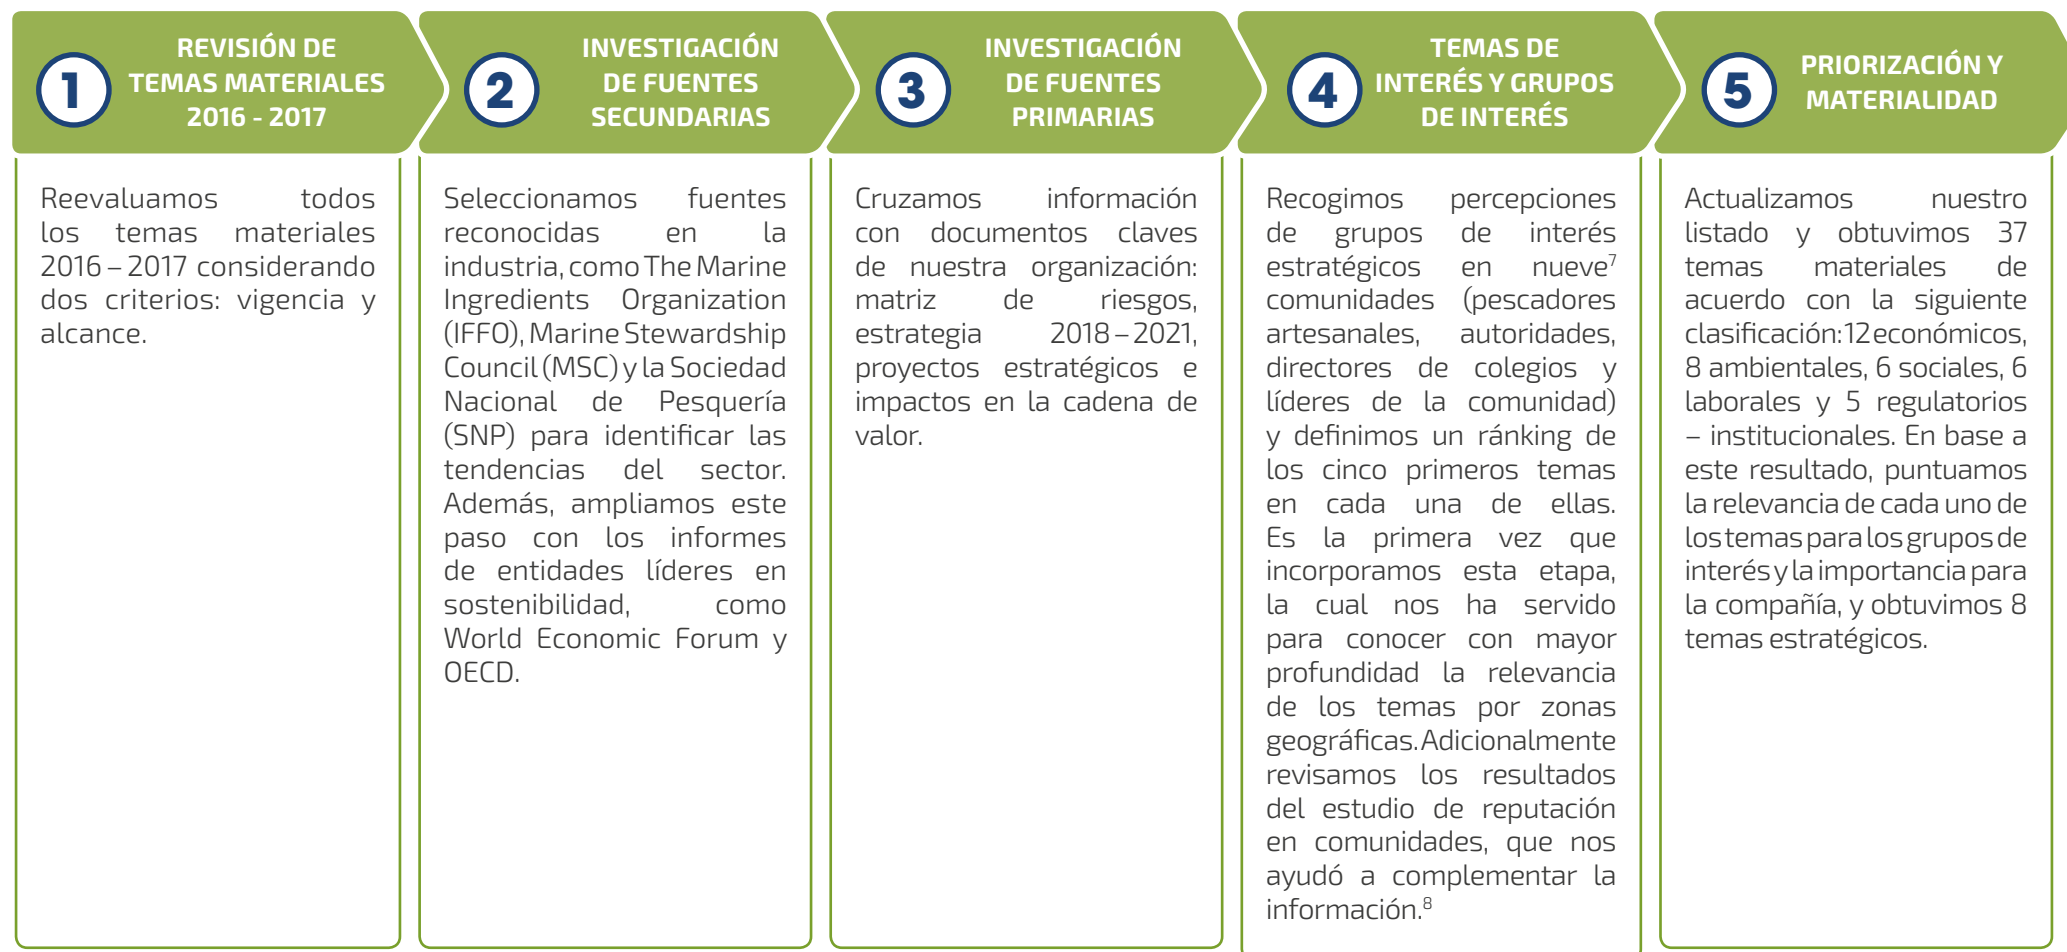 1
REVISIÓN DE
TEMAS MATERIALES
2016 - 2017
Reevaluamos todos
los temas materiales
2016 – 2017 considerando
dos criterios: vigencia y
alcance.
2
INVESTIGACIÓN
DE FUENTES
SECUNDARIAS
Seleccionamos fuentes
reconocidas en la
industria, como The Marine
Ingredients Organization
(IFFO), Marine Stewardship
Council (MSC) y la Sociedad
Nacional de Pesquería
(SNP) para identificar las
tendencias del sector.
Además, ampliamos este
paso con los informes
de entidades líderes en
sostenibilidad, como
World Economic Forum y
OECD.
3
INVESTIGACIÓN
DE FUENTES
PRIMARIAS
Cruzamos información
con documentos claves
de nuestra organización:
matriz de riesgos,
estrategia 2018 – 2021,
proyectos estratégicos e
impactos en la cadena de
valor.
4
TEMAS DE
INTERÉS Y GRUPOS
DE INTERÉS
Recogimos percepciones
de grupos de interés
estratégicos en nueve7
comunidades (pescadores
artesanales, autoridades,
directores de colegios y
líderes de la comunidad)
y definimos un ránking de
los cinco primeros temas
en cada una de ellas.
Es la primera vez que
incorporamos esta etapa,
la cual nos ha servido
para conocer con mayor
profundidad la relevancia
de los temas por zonas
geográficas. Adicionalmente
revisamos los resultados
del estudio de reputación
en comunidades, que nos
ayudó a complementar la
información.8
5
PRIORIZACIÓN Y
MATERIALIDAD
Actualizamos nuestro
listado y obtuvimos 37
temas materiales de
acuerdo con la siguiente
clasificación: 12 económicos,
8 ambientales, 6 sociales, 6
laborales y 5 regulatorios
– institucionales. En base a
este resultado, puntuamos
la relevancia de cada uno de
los temas para los grupos de
interés y la importancia para
la compañía, y obtuvimos 8
temas estratégicos.